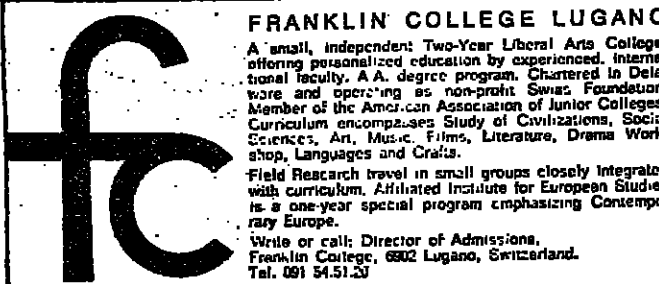 fc
FRANKLIN COLLEGE LUGANO
A small, independent Two-Year Liberal Arts College
offering personalized education by experienced. Interna
tional faculty. A.A. degree program. Chartered in Dela
ware and operating as non-profit Swiss Foundation
Member of the American Association of Junior Colleges
Curriculum encompasses Study of Civilizations, Socia
Sciences, Art, Music, Films, Literature, Drama Work
shop, Languages and Crafts.
Field Research travel in small groups closely integrate
with curriculum. Affiliated Institute for European Studie
is a one-year special program emphasizing Contempo
rary Europe.
Write or call: Director of Admissions,
Franklin College, 6902 Lugano, Switzerland.
Tel. 091 54.51.20